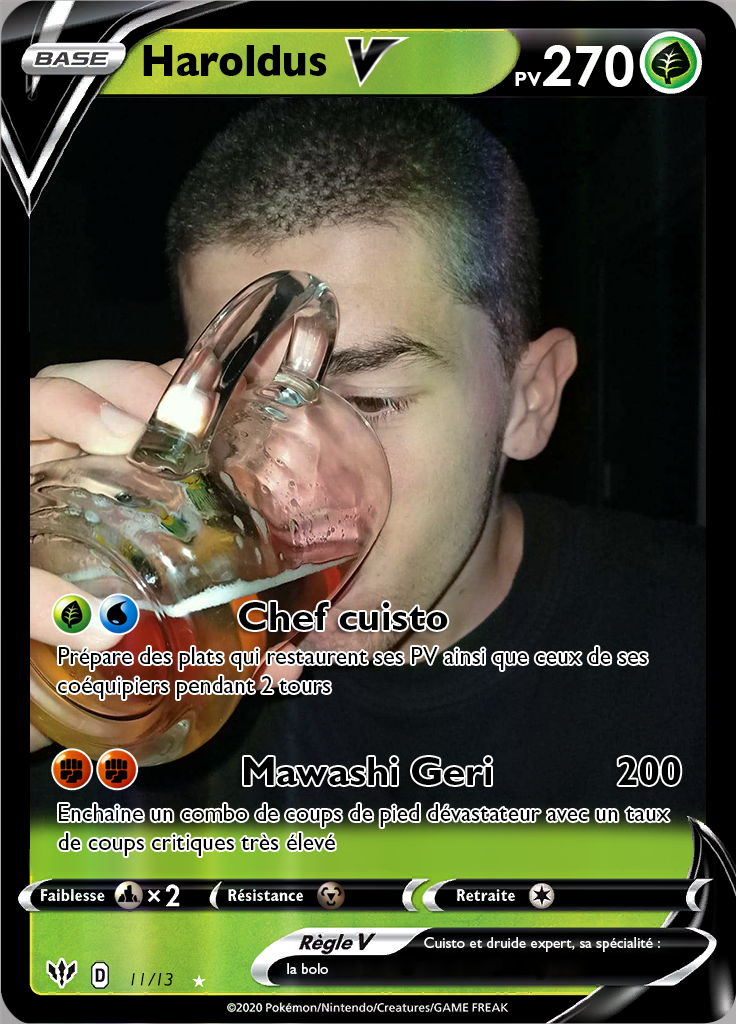 BASE Haroldus V PV270
Chef cuisto
Prépare des plats qui restaurent ses PV ainsi que ceux de ses
coéquipiers pendant 2 tours
Mawashi Geri 200
Enchaine un combo de coups de pied dévastateur avec un taux
de coups critiques très élevé
Faiblesse ×2 Résistance Retraite
Règle V Cuisto et druide expert, sa spécialité :
la bolo
D 11/13
©2020 Pokémon/Nintendo/Creatures/GAME FREAK